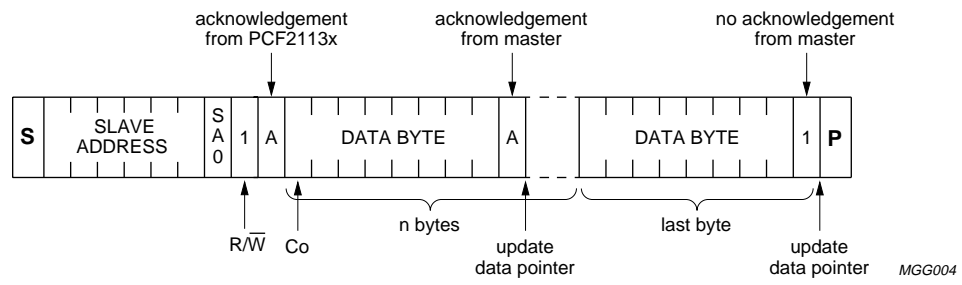 acknowledgement
from PCF2113x
acknowledgement
from master
no acknowledgement
from master
S
SLAVE
ADDRESS
S
A
0
1
A
DATA BYTE
A
DATA BYTE
1
P
n bytes
last byte
R/W̅
Co
update
data pointer
update
data pointer
MGG004